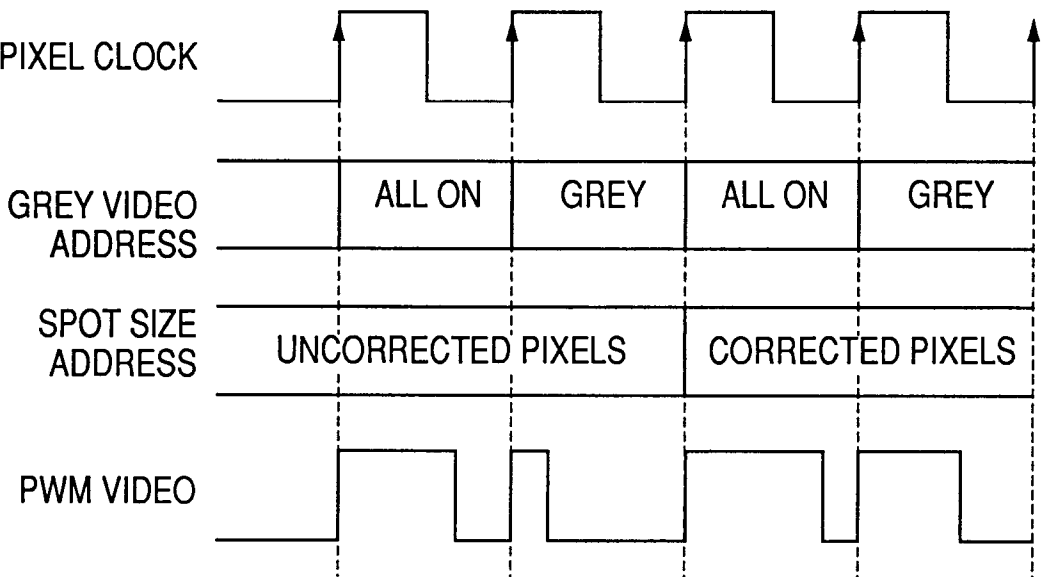 PIXEL CLOCK
GREY VIDEO
ADDRESS
ALL ON
GREY
ALL ON
GREY
SPOT SIZE
ADDRESS
UNCORRECTED PIXELS
CORRECTED PIXELS
PWM VIDEO